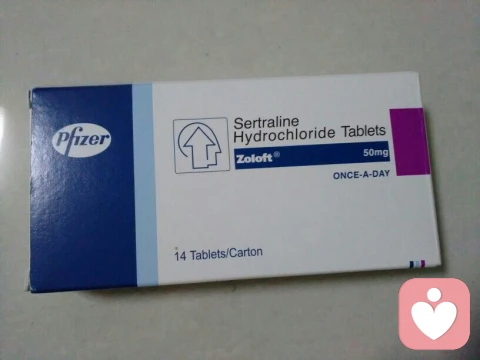 Pfizer
Sertraline
Hydrochloride Tablets
Zoloft® 50mg
ONCE-A-DAY
14 Tablets/Carton